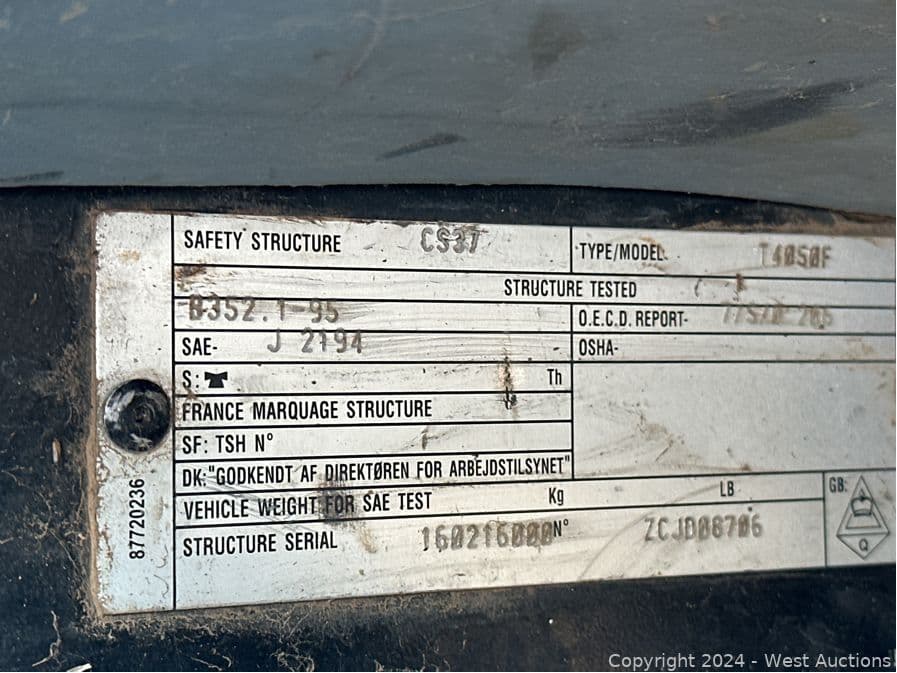 SAFETY STRUCTURE CS37 TYPE/MODEL- T4050F
STRUCTURE TESTED
B352.1-95 O.E.C.D. REPORT-
SAE- J 2194 OSHA-
S: Th
FRANCE MARQUAGE STRUCTURE
SF: TSH N°
DK:"GODKENDT AF DIREKTØREN FOR ARBEJDSTILSYNET"
VEHICLE WEIGHT FOR SAE TEST Kg LB GB:
STRUCTURE SERIAL 160216000 N° ZCJD08706
Q
87720236
Copyright 2024 - West Auctions